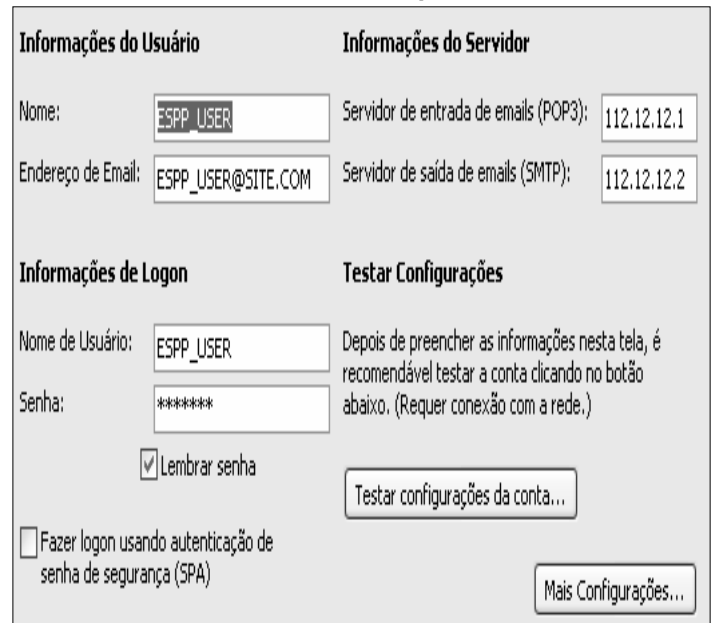 Informações do Usuário
Nome: ESPP_USER
Endereço de Email: ESPP_USER@SITE.COM
Informações do Servidor
Servidor de entrada de emails (POP3): 112.12.12.1
Servidor de saída de emails (SMTP): 112.12.12.2
Informações de Logon
Nome de Usuário: ESPP_USER
Senha: *******
Lembrar senha
Fazer logon usando autenticação de
senha de segurança (SPA)
Testar Configurações
Depois de preencher as informações nesta tela, é
recomendável testar a conta clicando no botão
abaixo. (Requer conexão com a rede.)
Testar configurações da conta...
Mais Configurações...